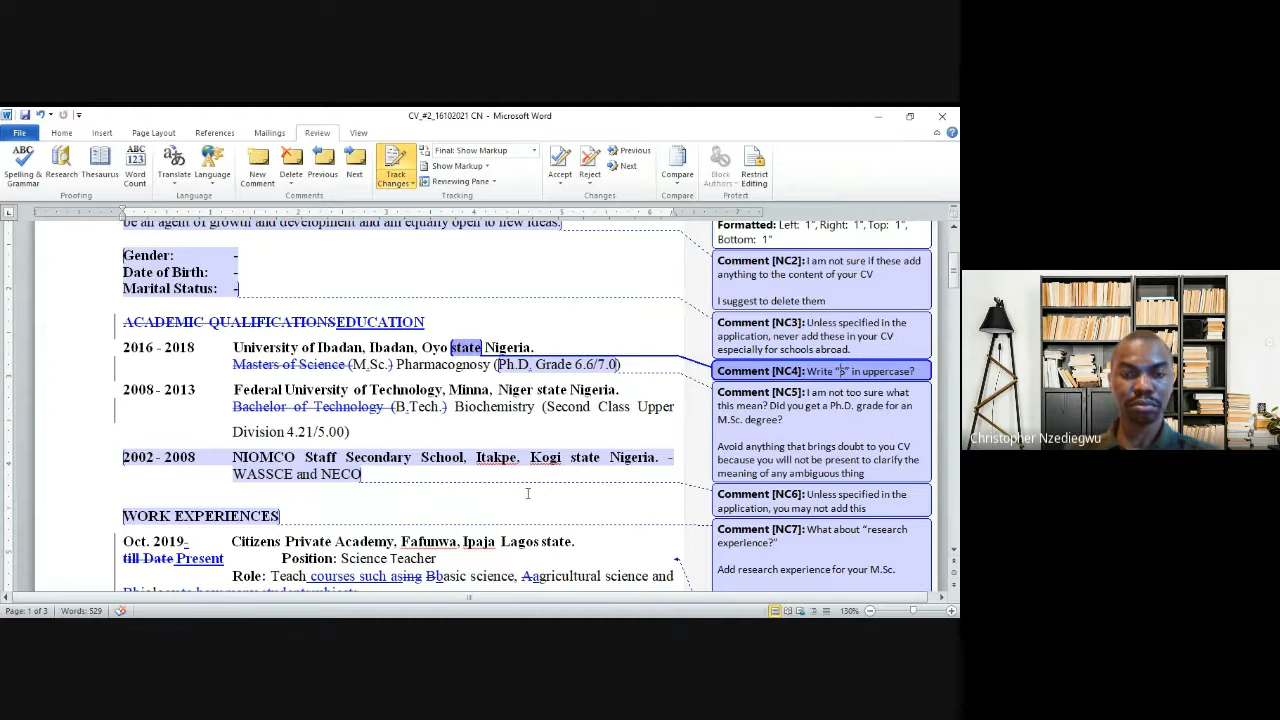 CV_#2_16102021 CN - Microsoft Word
File Home Insert Page Layout References Mailings Review View
Spelling & Grammar Research Thesaurus Word Count
Proofing
Translate Language
Language
New Comment Delete Previous Next
Comments
Track Changes
Final: Show Markup
Show Markup
Reviewing Pane
Tracking
Accept Reject Previous
Next
Changes
Compare
Compare
Block Authors Restrict Editing
Protect
be an agent of growth and development and am equally open to new ideas.
Gender: -
Date of Birth: -
Marital Status: -
ACADEMIC QUALIFICATIONSEDUCATION
2016 - 2018 University of Ibadan, Ibadan, Oyo state Nigeria.
Masters of Science (M.Sc.) Pharmacognosy (Ph.D. Grade 6.6/7.0)
2008 - 2013 Federal University of Technology, Minna, Niger state Nigeria.
Bachelor of Technology (B.Tech.) Biochemistry (Second Class Upper
Division 4.21/5.00)
2002 - 2008 NIOMCO Staff Secondary School, Itakpe, Kogi state Nigeria. -
WASSCE and NECO
WORK EXPERIENCES
Oct. 2019- Citizens Private Academy, Fafunwa, Ipaja Lagos state.
till Date Present Position: Science Teacher
Role: Teach courses such asing Bbasic science, Aagricultural science and
Formatted: Left: 1", Right: 1", Top: 1",
Bottom: 1"
Comment [NC2]: I am not sure if these add
anything to the content of your CV
I suggest to delete them
Comment [NC3]: Unless specified in the
application, never add these in your CV
especially for schools abroad.
Comment [NC4]: Write “S” in uppercase?
Comment [NC5]: I am not too sure what
this mean? Did you get a Ph.D. grade for an
M.Sc. degree?
Avoid anything that brings doubt to you CV
because you will not be present to clarify the
meaning of any ambiguous thing
Comment [NC6]: Unless specified in the
application, you may not add this
Comment [NC7]: What about “research
experience?”
Add research experience for your M.Sc.
Page: 1 of 3 Words: 529 130%
Christopher Nzediegwu